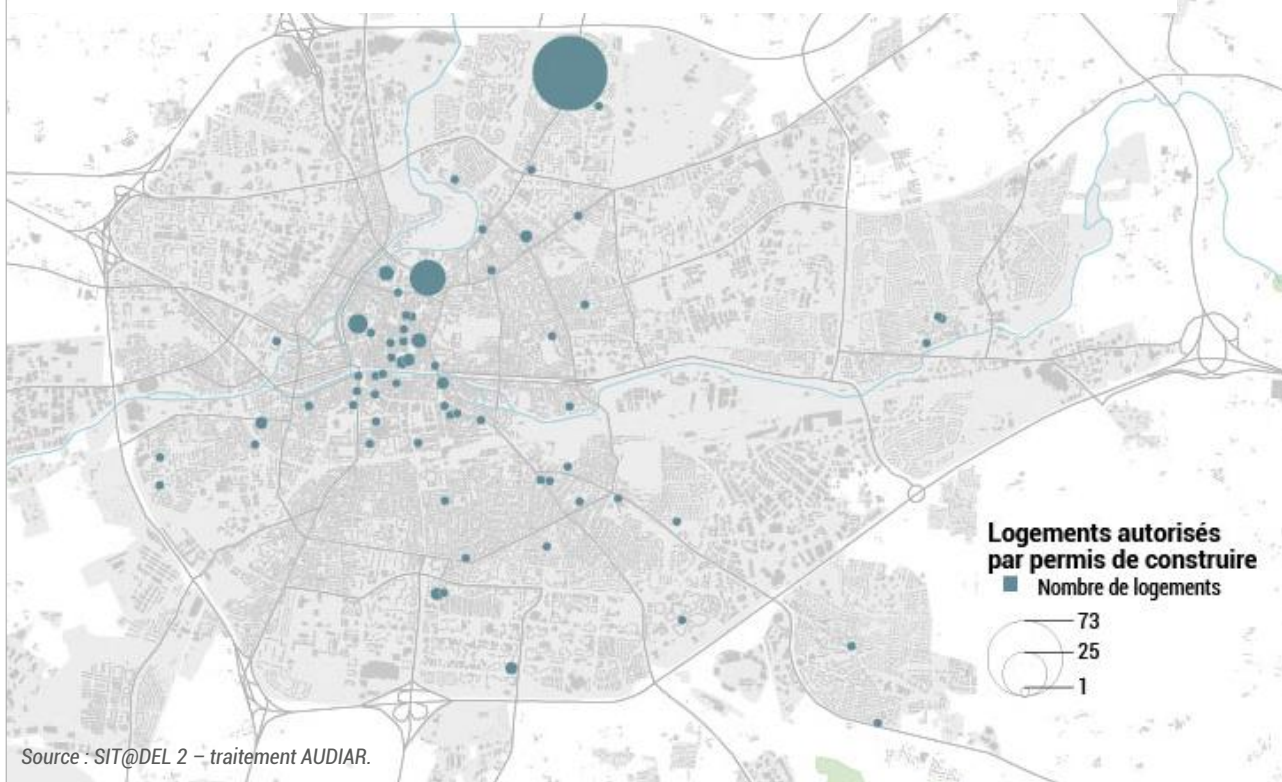 Logements autorisés
par permis de construire
Nombre de logements
73
25
1
Source : SIT@DEL 2 – traitement AUDIAR.